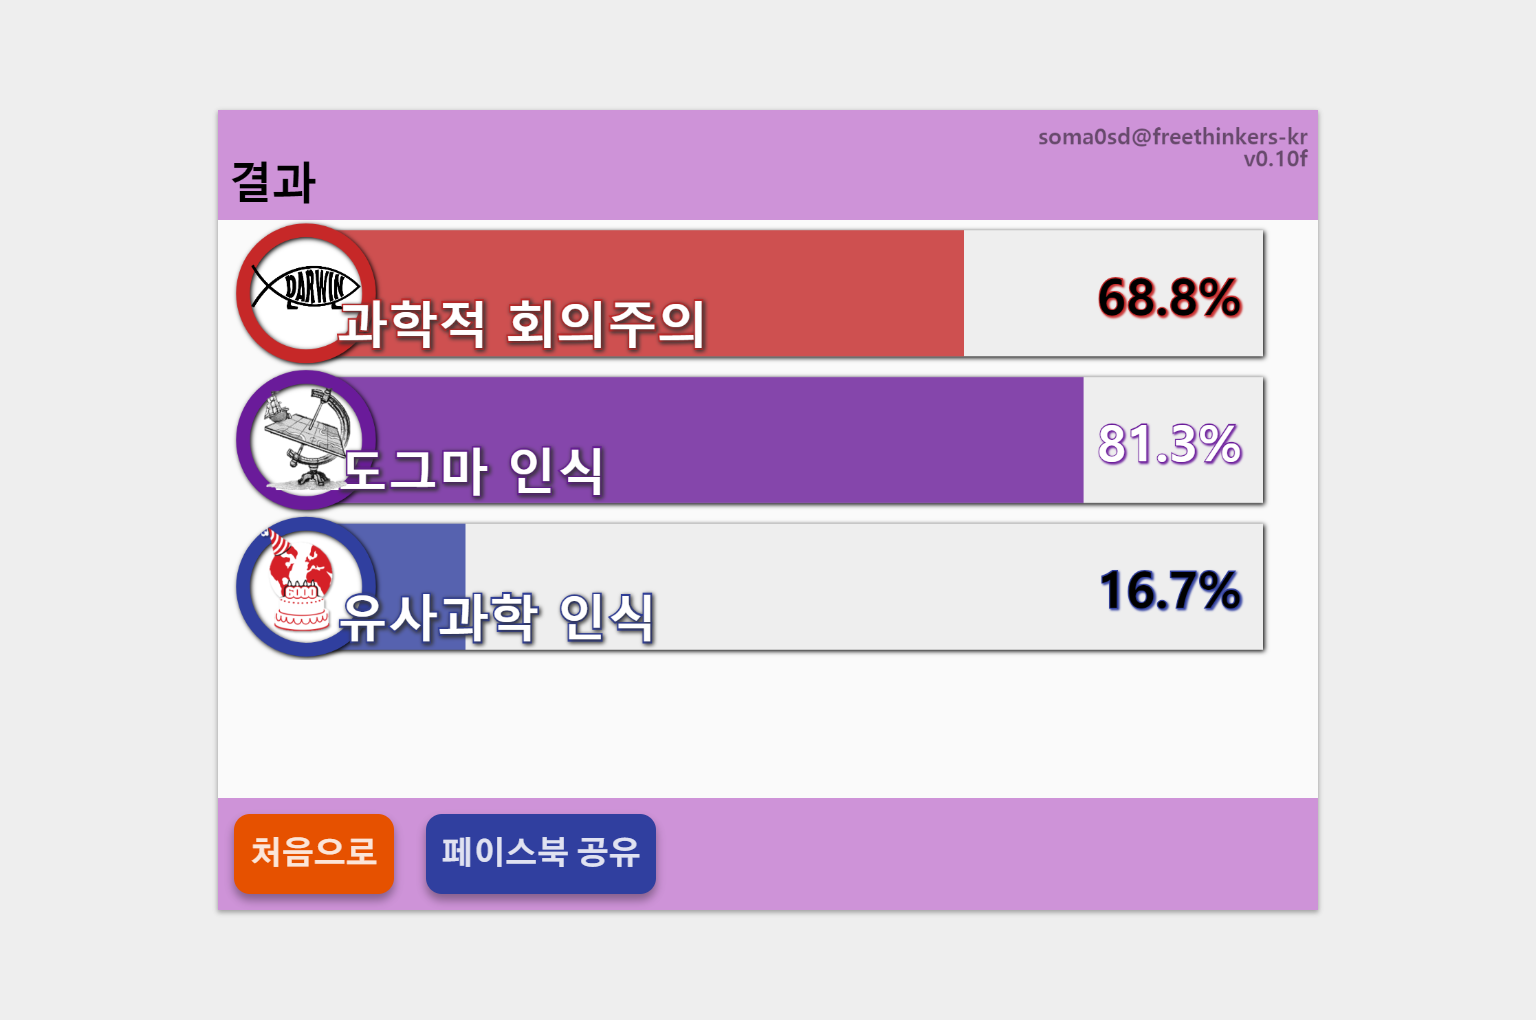 soma0sd@freethinkers-kr
v0.10f
결과
DARWIN
과학적 회의주의
68.8%
도그마 인식
81.3%
6000
유사과학 인식
16.7%
처음으로
페이스북 공유